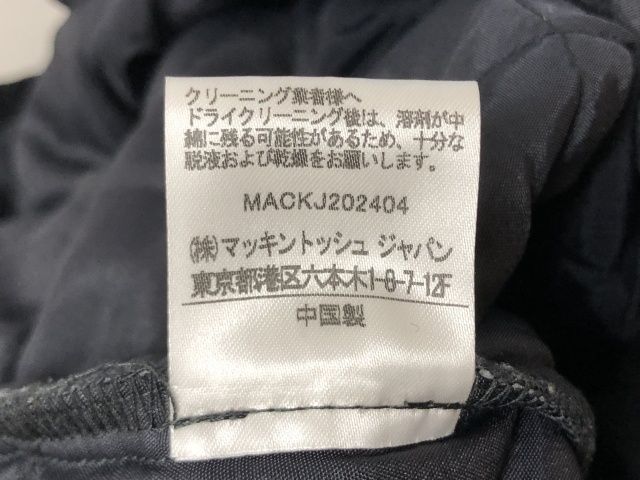 クリーニング業者様へ
ドライクリーニング後は、溶剤が中
綿に残る可能性があるため、十分な
脱液および乾燥をお願いします。
MACKJ202404
㈱マッキントッシュ ジャパン
東京都港区六本木1-8-7-12F
中国製